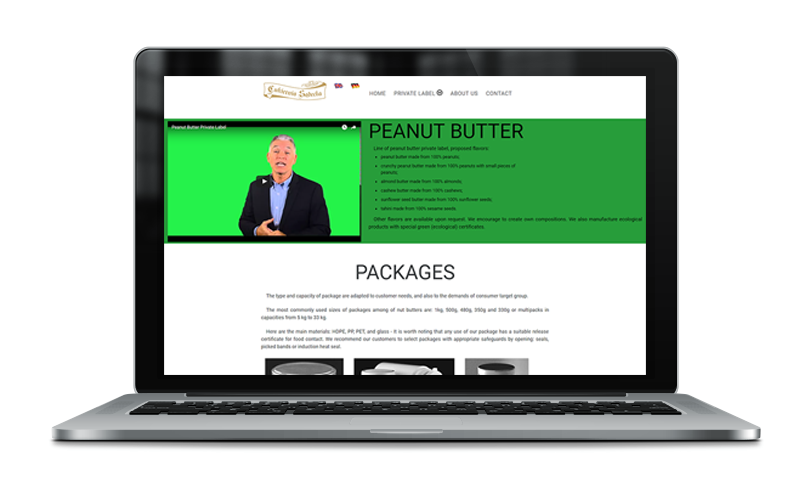 Cukiernia
HOME PRIVATE LABEL ABOUT US CONTACT
Peanut Butter Private Label
PEANUT BUTTER
Line of peanut butter private label, proposed flavors:
• peanut butter made from 100% peanuts;
• crunchy peanut butter made from 100% peanuts with small pieces of
peanuts;
• almond butter made from 100% almonds;
• cashew butter made from 100% cashews;
• sunflower seed butter made from 100% sunflower seeds;
• tahini made from 100% sesame seeds
Other flavors are available upon request. We encourage to create own compositions. We also manufacture ecological
products with special green (ecological) certificates.
PACKAGES
The type and capacity of package are adapted to customer needs, and also to the demands of consumer target group.
The most commonly used sizes of packages among of nut butters are: 1kg, 500g, 480g, 350g and 330g or multipacks in
capacities from 5 kg to 33 kg.
Here are the main materials: HDPE, PP, PET, and glass - It is worth noting that any use of our package has a suitable release
certificate for food contact. We recommend our customers to select packages with appropriate safeguards by opening: seals,
picked bands or induction heat seal.